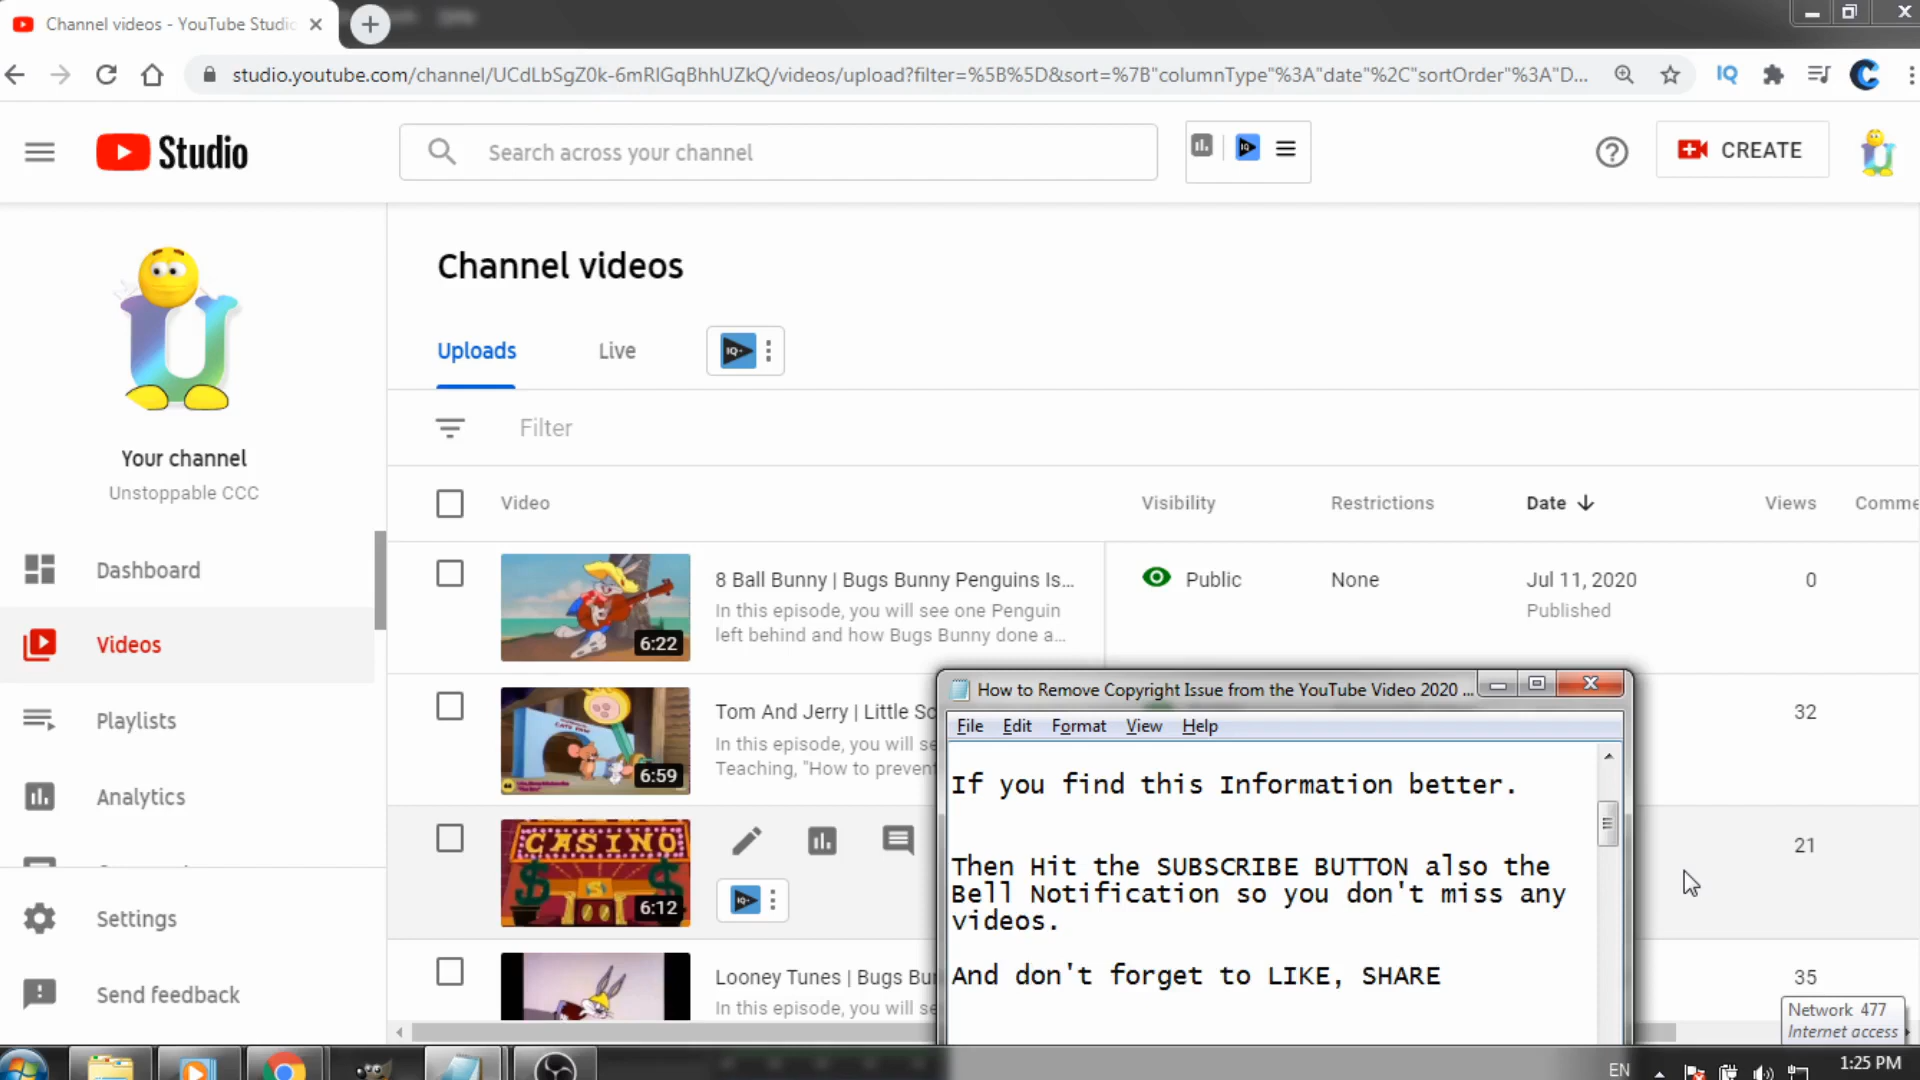 Channel videos - YouTube Studio
studio.youtube.com/channel/UCdLbSgZ0k-6mRlGqBhhUZkQ/videos/upload?filter=%5B%5D&sort=%7B"columnType"%3A"date"%2C"sortOrder"%3A"D...
IQ
Studio
Search across your channel
CREATE
Channel videos
Uploads
Live
Filter
Your channel
Unstoppable CCC
Dashboard
Videos
Playlists
Analytics
Settings
Send feedback
Video
Visibility
Restrictions
Date
Views
Comme
6:22
8 Ball Bunny | Bugs Bunny Penguins Is...
In this episode, you will see one Penguin
left behind and how Bugs Bunny done a...
Public
None
Jul 11, 2020
Published
0
6:59
Tom And Jerry | Little Sc
In this episode, you will se
Teaching, "How to preven
32
CASINO
6:12
21
Looney Tunes | Bugs Bu
In this episode, you will se
35
How to Remove Copyright Issue from the YouTube Video 2020 ...
File Edit Format View Help
If you find this Information better.
Then Hit the SUBSCRIBE BUTTON also the
Bell Notification so you don't miss any
videos.
And don't forget to LIKE, SHARE
Network 477
Internet access
EN
1:25 PM